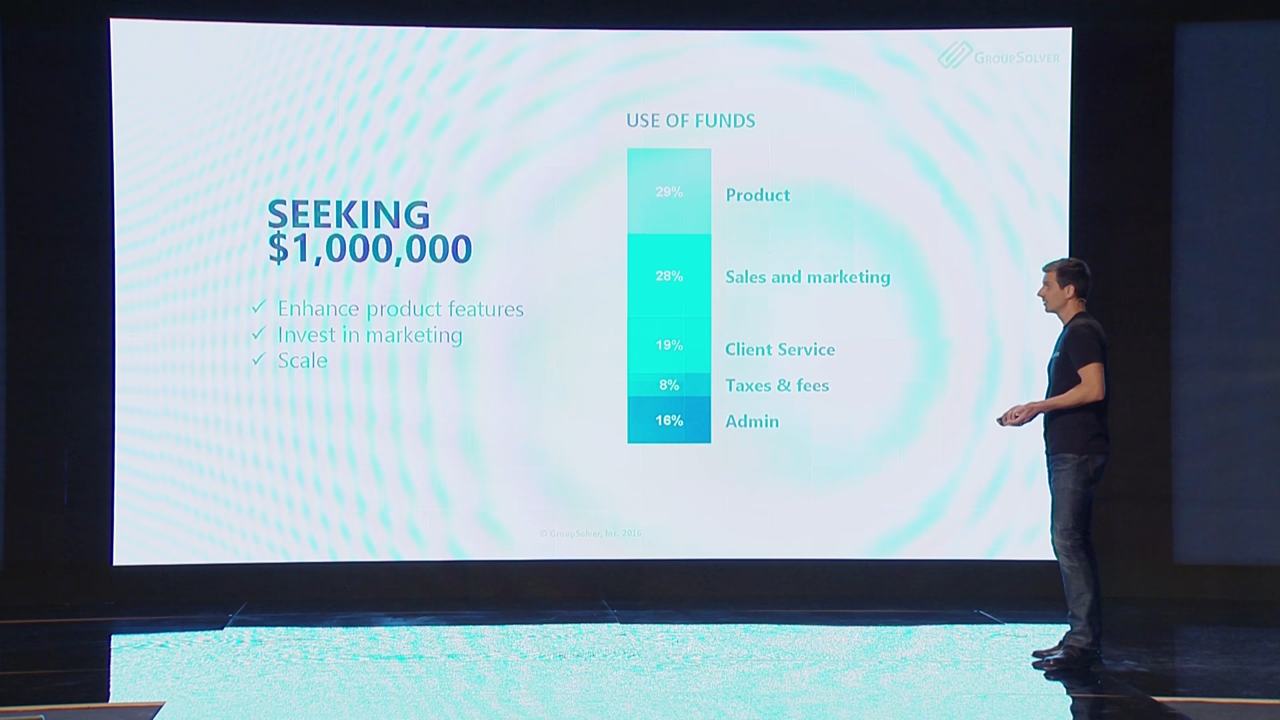 GROUPSOLVER
USE OF FUNDS
SEEKING
$1,000,000
✓ Enhance product features
✓ Invest in marketing
✓ Scale
29% Product
28% Sales and marketing
19% Client Service
8% Taxes & fees
16% Admin
© GroupSolver, Inc. 2016